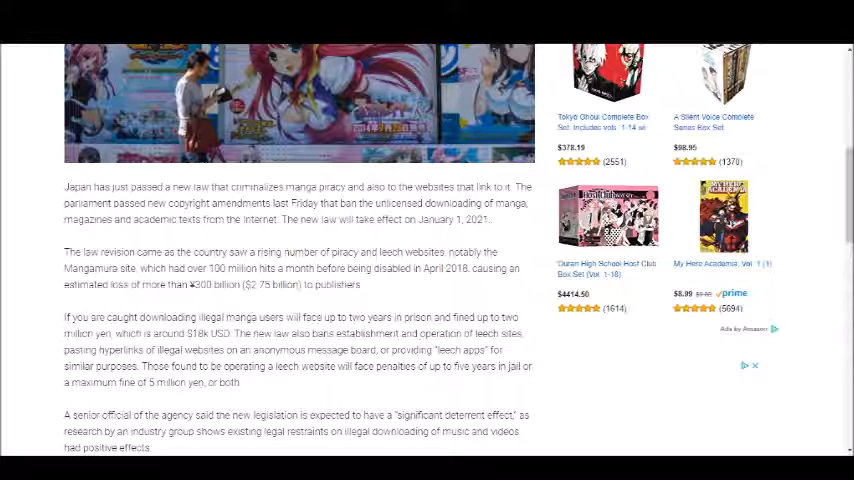 Japan has just passed a new law that criminalizes manga piracy and also to the websites that link to it. The
parliament passed new copyright amendments last Friday that ban the unlicensed downloading of manga,
magazines and academic texts from the Internet. The new law will take effect on January 1, 2021.
The law revision came as the country saw a rising number of piracy and leech websites, notably the
Mangamura site, which had over 100 million hits a month before being disabled in April 2018, causing an
estimated loss of more than ¥300 billion ($2.75 billion) to publishers.
If you are caught downloading illegal manga users will face up to two years in prison and fined up to two
million yen, which is around $18k USD. The new law also bans establishment and operation of leech sites,
pasting hyperlinks of illegal websites on an anonymous message board, or providing "leech apps" for
similar purposes. Those found to be operating a leech website will face penalties of up to five years in jail or
a maximum fine of 5 million yen, or both.
A senior official of the agency said the new legislation is expected to have a "significant deterrent effect," as
research by an industry group shows existing legal restraints on illegal downloading of music and videos
had positive effects.
Tokyo Ghoul Complete Box
Set: Includes vols. 1-14 wi
$378.19
(2551)
A Silent Voice Complete
Series Box Set
$98.95
(1370)
MY HERO ACADEMIA
Ouran High School Host Club
Box Set (Vol. 1-18)
$4414.50
(1614)
My Hero Academia, Vol. 1 (1)
$8.99 prime
(5694)
Ads by Amazon